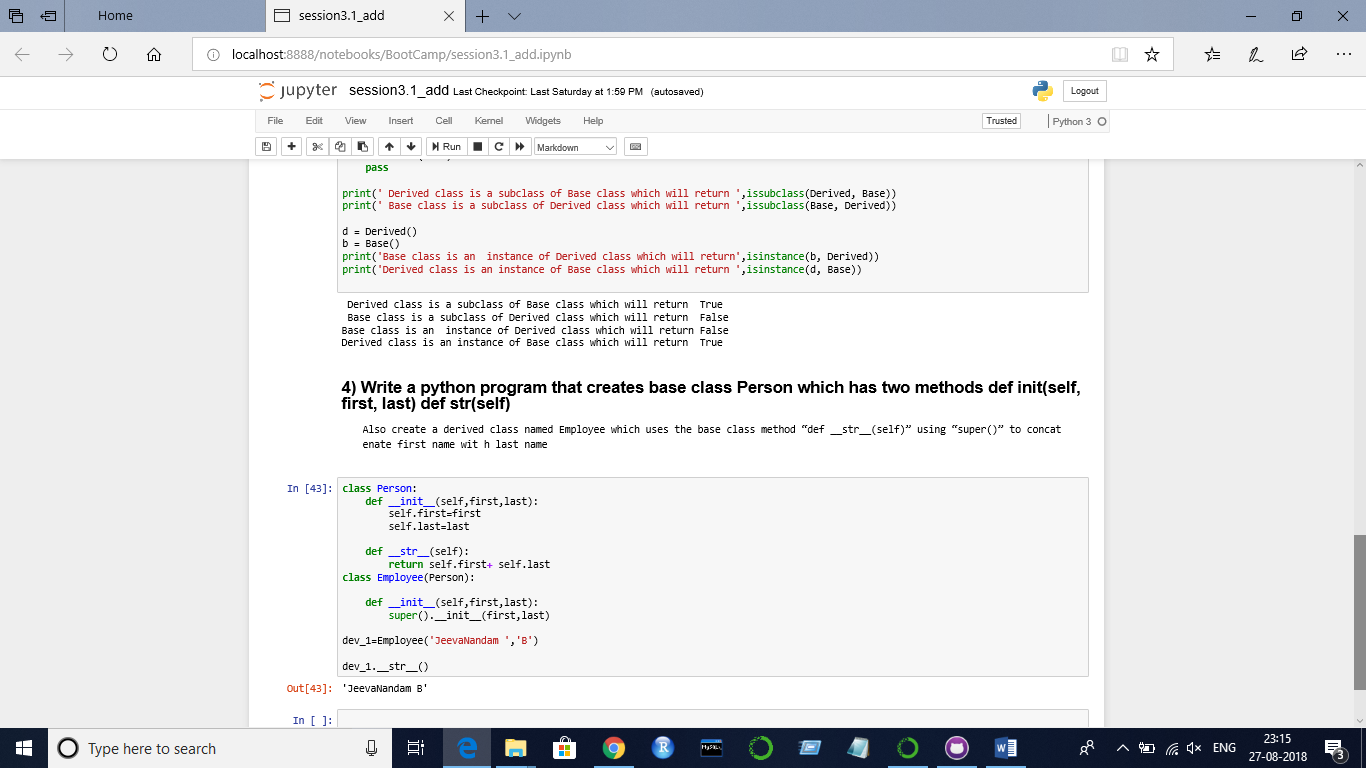 Home
session3.1_add
localhost:8888/notebooks/BootCamp/session3.1_add.ipynb
jupyter session3.1_add Last Checkpoint: Last Saturday at 1:59 PM (autosaved)
Logout
File Edit View Insert Cell Kernel Widgets Help
Trusted
Python 3
Run
Markdown
pass
print(' Derived class is a subclass of Base class which will return ',issubclass(Derived, Base))
print(' Base class is a subclass of Derived class which will return ',issubclass(Base, Derived))
d = Derived()
b = Base()
print('Base class is an  instance of Derived class which will return',isinstance(b, Derived))
print('Derived class is an instance of Base class which will return ',isinstance(d, Base))
Derived class is a subclass of Base class which will return  True
Base class is a subclass of Derived class which will return  False
Base class is an  instance of Derived class which will return False
Derived class is an instance of Base class which will return  True
4) Write a python program that creates base class Person which has two methods def init(self,
first, last) def str(self)
Also create a derived class named Employee which uses the base class method “def __str__(self)” using “super()” to concat
enate first name wit h last name
In [43]:
class Person:
def __init__(self,first,last):
self.first=first
self.last=last
def __str__(self):
return self.first+ self.last
class Employee(Person):
def __init__(self,first,last):
super().__init__(first,last)
dev_1=Employee('JeevaNandam ','B')
dev_1.__str__()
Out[43]: 'JeevaNandam B'
In [ ]:
Type here to search
MySQL
ENG
23:15
27-08-2018
3